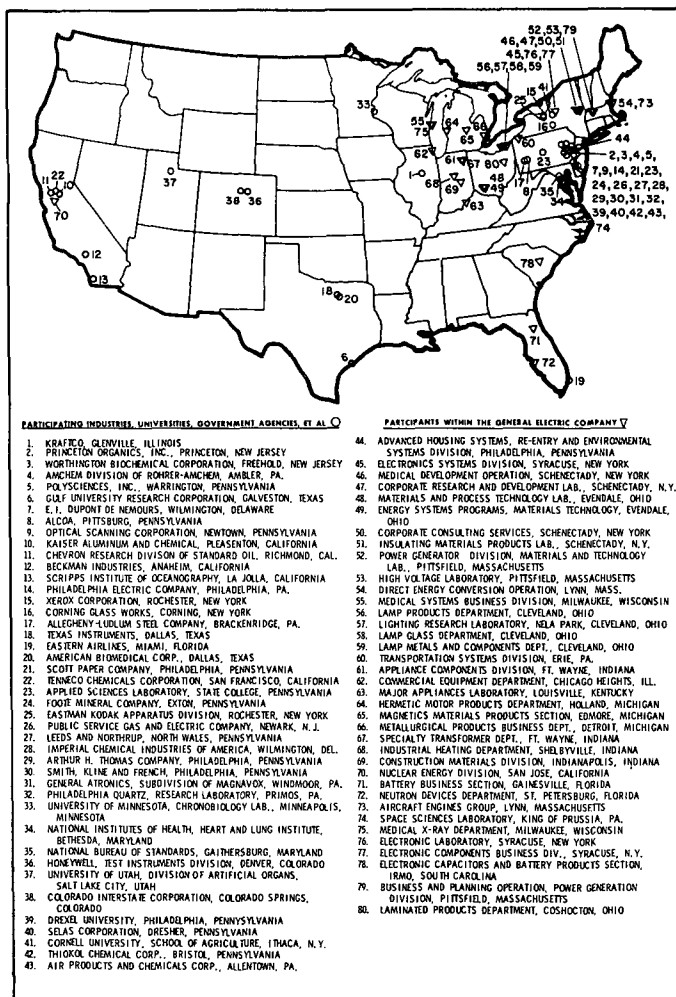 52,53,79
46,47,50,51
45,76,77
56,57,58,59
15 41
25
54,73
33
55
75
64
66
65
16
60
44
62
61
67
80
23
2,3,4,5,
11 22 10
37
1
68
69
48
49
17
8
7,9,14,21,23,
70
38 36
35
24,26,27,28,
63
34
29,30,31,32,
39,40,42,43,
74
12
78
13
18
20
71
6
72
19
PARTICIPATING INDUSTRIES, UNIVERSITIES, GOVERNMENT AGENCIES, ET AL
1. KRAFTCO, GLENVILLE, ILLINOIS
2. PRINCETON ORGANICS, INC., PRINCETON, NEW JERSEY
3. WORTHINGTON BIOCHEMICAL CORPORATION, FREEHOLD, NEW JERSEY
4. AMCHEM DIVISION OF ROHRER-AMCHEM, AMBLER, PA.
5. POLYSCIENCES, INC., WARRINGTON, PENNSYLVANIA
6. GULF UNIVERSITY RESEARCH CORPORATION, GALVESTON, TEXAS
7. E.I. DUPONT DE NEMOURS, WILMINGTON, DELAWARE
8. ALCOA, PITTSBURG, PENNSYLVANIA
9. OPTICAL SCANNING CORPORATION, NEWTOWN, PENNSYLVANIA
10. KAISER ALUMINUM AND CHEMICAL, PLEASENTON, CALIFORNIA
11. CHEVRON RESEARCH DIVISON OF STANDARD OIL, RICHMOND, CAL.
12. BECKMAN INDUSTRIES, ANAHEIM, CALIFORNIA
13. SCRIPPS INSTITUTE OF OCEANOGRAPHY, LA JOLLA, CALIFORNIA
14. PHILADELPHIA ELECTRIC COMPANY, PHILADELPHIA, PA.
15. XEROX CORPORATION, ROCHESTER, NEW YORK
16. CORNING GLASS WORKS, CORNING, NEW YORK
17. ALLEGHENY-LUDLUM STEEL COMPANY, BRACKENRIDGE, PA.
18. TEXAS INSTRUMENTS, DALLAS, TEXAS
19. EASTERN AIRLINES, MIAMI, FLORIDA
20. AMERICAN BIOMEDICAL CORP., DALLAS, TEXAS
21. SCOTT PAPER COMPANY, PHILADELPHIA, PENNSYLVANIA
22. TENNECO CHEMICALS CORPORATION, SAN FRANCISCO, CALIFORNIA
23. APPLIED SCIENCES LABORATORY, STATE COLLEGE, PENNSYLVANIA
24. FOOTE MINERAL COMPANY, EXTON, PENNSYLVANIA
25. EASTMAN KODAK APPARATUS DIVISION, ROCHESTER, NEW YORK
26. PUBLIC SERVICE GAS AND ELECTRIC COMPANY, NEWARK, N.J.
27. LEEDS AND NORTHRUP, NORTH WALES, PENNSYLVANIA
28. IMPERIAL CHEMICAL INDUSTRIES OF AMERICA, WILMINGTON, DEL.
29. ARTHUR H. THOMAS COMPANY, PHILADELPHIA, PENNSYLVANIA
30. SMITH, KLINE AND FRENCH, PHILADELPHIA, PENNSYLVANIA
31. GENERAL ATRONICS, SUBDIVISION OF MAGNAVOX, WINDMOOR, PA.
32. PHILADELPHIA QUARTZ, RESEARCH LABORATORY, PRIMOS, PA.
33. UNIVERSITY OF MINNESOTA, CHRONOBIOLOGY LAB., MINNEAPOLIS,
MINNESOTA
34. NATIONAL INSTITUTES OF HEALTH, HEART AND LUNG INSTITUTE,
BETHESDA, MARYLAND
35. NATIONAL BUREAU OF STANDARDS, GAITHERSBURG, MARYLAND
36. HONEYWELL, TEST INSTRUMENTS DIVISION, DENVER, COLORADO
37. UNIVERSITY OF UTAH, DIVISION OF ARTIFICIAL ORGANS,
SALT LAKE CITY, UTAH
38. COLORADO INTERSTATE CORPORATION, COLORADO SPRINGS,
COLORADO
39. DREXEL UNIVERSITY, PHILADELPHIA, PENNYSYLVANIA
40. SELAS CORPORATION, DRESHER, PENNSYLVANIA
41. CORNELL UNIVERSITY, SCHOOL OF AGRICULTURE, ITHACA, N.Y.
42. THIOKOL CHEMICAL CORP., BRISTOL, PENNSYLVANIA
43. AIR PRODUCTS AND CHEMICALS CORP., ALLENTOWN, PA.
PARTCIPANTS WITHIN THE GENERAL ELECTRIC COMPANY
44. ADVANCED HOUSING SYSTEMS, RE-ENTRY AND ENVIRONMENTAL
SYSTEMS DIVISION, PHILADELPHIA, PENNSYLVANIA
45. ELECTRONICS SYSTEMS DIVISION, SYRACUSE, NEW YORK
46. MEDICAL DEVELOPMENT OPERATION, SCHENECTADY, NEW YORK
47. CORPORATE RESEARCH AND DEVELOPMENT LAB., SCHENECTADY, N.Y.
48. MATERIALS AND PROCESS TECHNOLOGY LAB., EVENDALE, OHIO
49. ENERGY SYSTEMS PROGRAMS, MATERIALS TECHNOLOGY, EVENDALE,
OHIO
50. CORPORATE CONSULTING SERVICES, SCHENECTADY, NEW YORK
51. INSULATING MATERIALS PRODUCTS LAB., SCHENECTADY, N.Y.
52. POWER GENERATOR DIVISION, MATERIALS AND TECHNOLOGY
LAB., PITTSFIELD, MASSACHUSETTS
53. HIGH VOLTAGE LABORATORY, PITTSFIELD, MASSACHUSETTS
54. DIRECT ENERGY CONVERSION OPERATION, LYNN, MASS.
55. MEDICAL SYSTEMS BUSINESS DIVISION, MILWAUKEE, WISCONSIN
56. LAMP PRODUCTS DEPARTMENT, CLEVELAND, OHIO
57. LIGHTING RESEARCH LABORATORY, NELA PARK, CLEVELAND, OHIO
58. LAMP GLASS DEPARTMENT, CLEVELAND, OHIO
59. LAMP METALS AND COMPONENTS DEPT., CLEVELAND, OHIO
60. TRANSPORTATION SYSTEMS DIVISION, ERIE, PA.
61. APPLIANCE COMPONENTS DIVISION, FT. WAYNE, INDIANA
62. COMMERCIAL EQUIPMENT DEPARTMENT, CHICAGO HEIGHTS, ILL.
63. MAJOR APPLIANCES LABORATORY, LOUISVILLE, KENTUCKY
64. HERMETIC MOTOR PRODUCTS DEPARTMENT, HOLLAND, MICHIGAN
65. MAGNETICS MATERIALS PRODUCTS SECTION, EDMORE, MICHIGAN
66. METALLURGICAL PRODUCTS BUSINESS DEPT., DETROIT, MICHIGAN
67. SPECIALTY TRANSFORMER DEPT., FT. WAYNE, INDIANA
68. INDUSTRIAL HEATING DEPARTMENT, SHELBYVILLE, INDIANA
69. CONSTRUCTION MATERIALS DIVISION, INDIANAPOLIS, INDIANA
70. NUCLEAR ENERGY DIVISION, SAN JOSE, CALIFORNIA
71. BATTERY BUSINESS SECTION, GAINESVILLE, FLORIDA
72. NEUTRON DEVICES DEPARTMENT, ST. PETERSBURG, FLORIDA
73. AIRCRAFT ENGINES GROUP, LYNN, MASSACHUSETTS
74. SPACE SCIENCES LABORATORY, KING OF PRUSSIA, PA.
75. MEDICAL X-RAY DEPARTMENT, MILWAUKEE, WISCONSIN
76. ELECTRONIC LABORATORY, SYRACUSE, NEW YORK
77. ELECTRONIC COMPONENTS BUSINESS DIV., SYRACUSE, N.Y.
78. ELECTRONIC CAPACITORS AND BATTERY PRODUCTS SECTION,
IRMO, SOUTH CAROLINA
79. BUSINESS AND PLANNING OPERATION, POWER GENERATION
DIVISION, PITTSFIELD, MASSACHUSETTS
80. LAMINATED PRODUCTS DEPARTMENT, COSHOCTON, OHIO